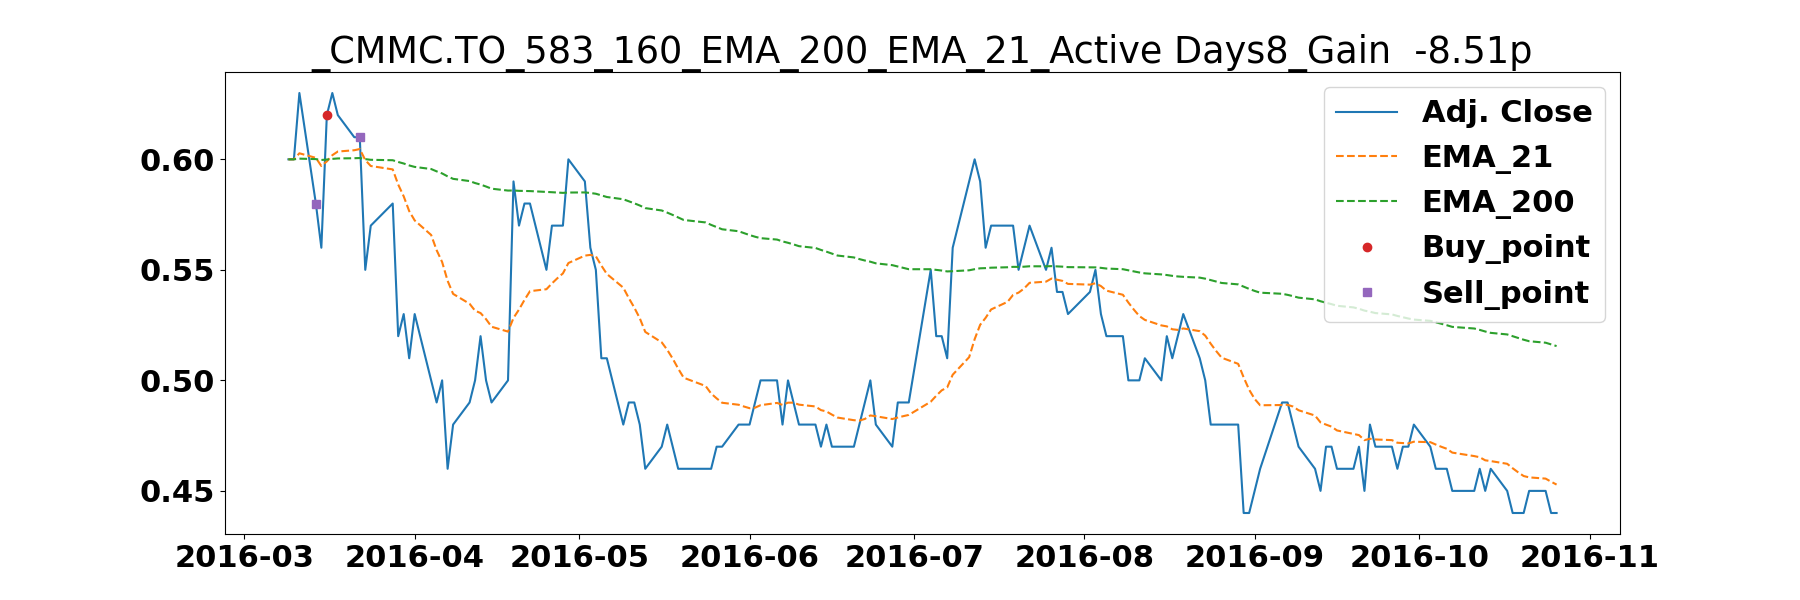 _CMMC.TO_583_160_EMA_200_EMA_21_Active Days8_Gain  -8.51p
Adj. Close
EMA_21
EMA_200
Buy_point
Sell_point
0.60
0.55
0.50
0.45
2016-03 2016-04 2016-05 2016-06 2016-07 2016-08 2016-09 2016-10 2016-11